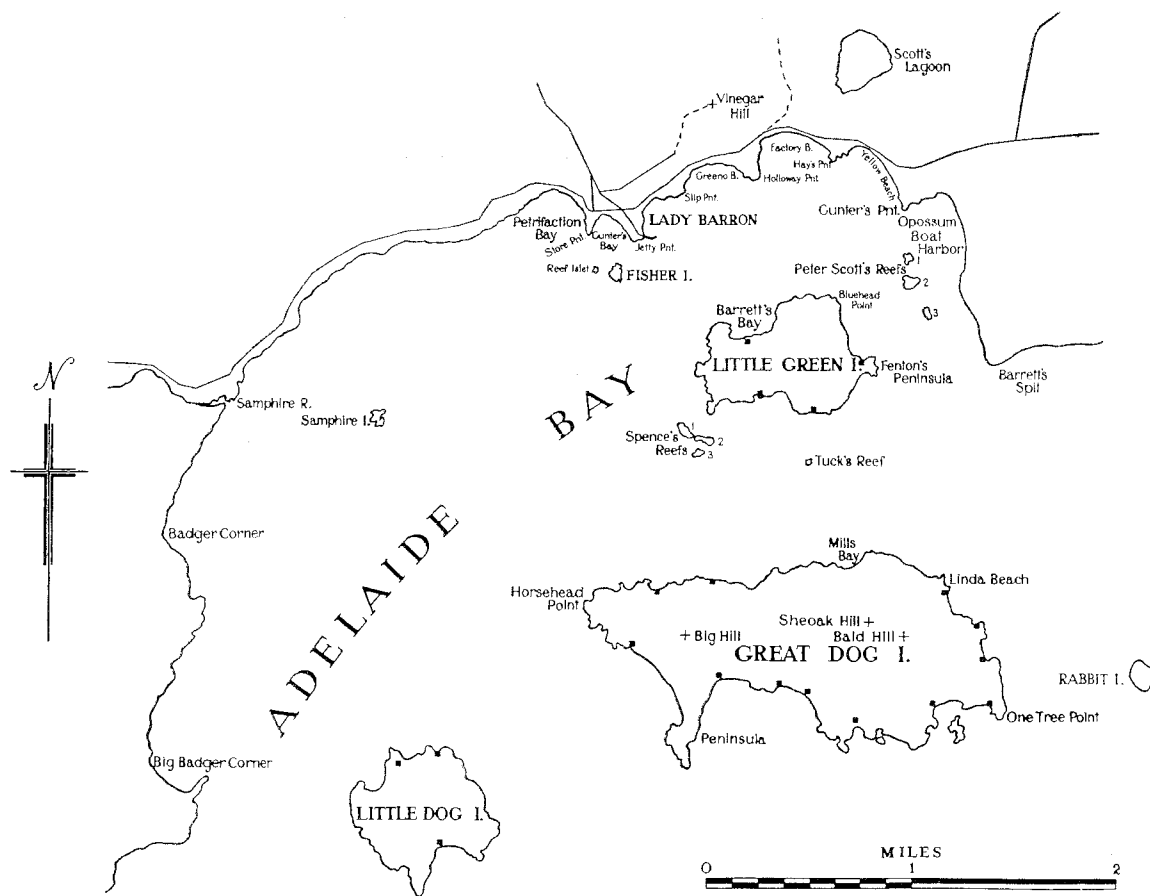 Scott's
Lagoon
Vinegar
Hill
Factory B.
Hay's Pnt.
Yellow Beach
Greeno B.
Holloway Pnt.
Slip Pnt.
Petrifaction
Bay
Store Pnt.
Gunter's
Bay
Jetty Pnt.
LADY BARRON
Gunter's Pnt.
Opossum
Boat
Harbor
Reef Islet
FISHER I.
Peter Scott's Reefs
1
2
3
Bluehead
Point
Barrett's
Bay
LITTLE GREEN I.
Fenton's
Peninsula
Barrett's
Spit
N
Samphire R.
Samphire I.
Spence's
Reefs
1
2
3
Tuck's Reef
ADELAIDE BAY
Badger Corner
Mills
Bay
Horsehead
Point
Linda Beach
Sheoak Hill
Big Hill
Bald Hill
GREAT DOG I.
RABBIT I.
One Tree Point
Peninsula
Big Badger Corner
LITTLE DOG I.
MILES
0 1 2